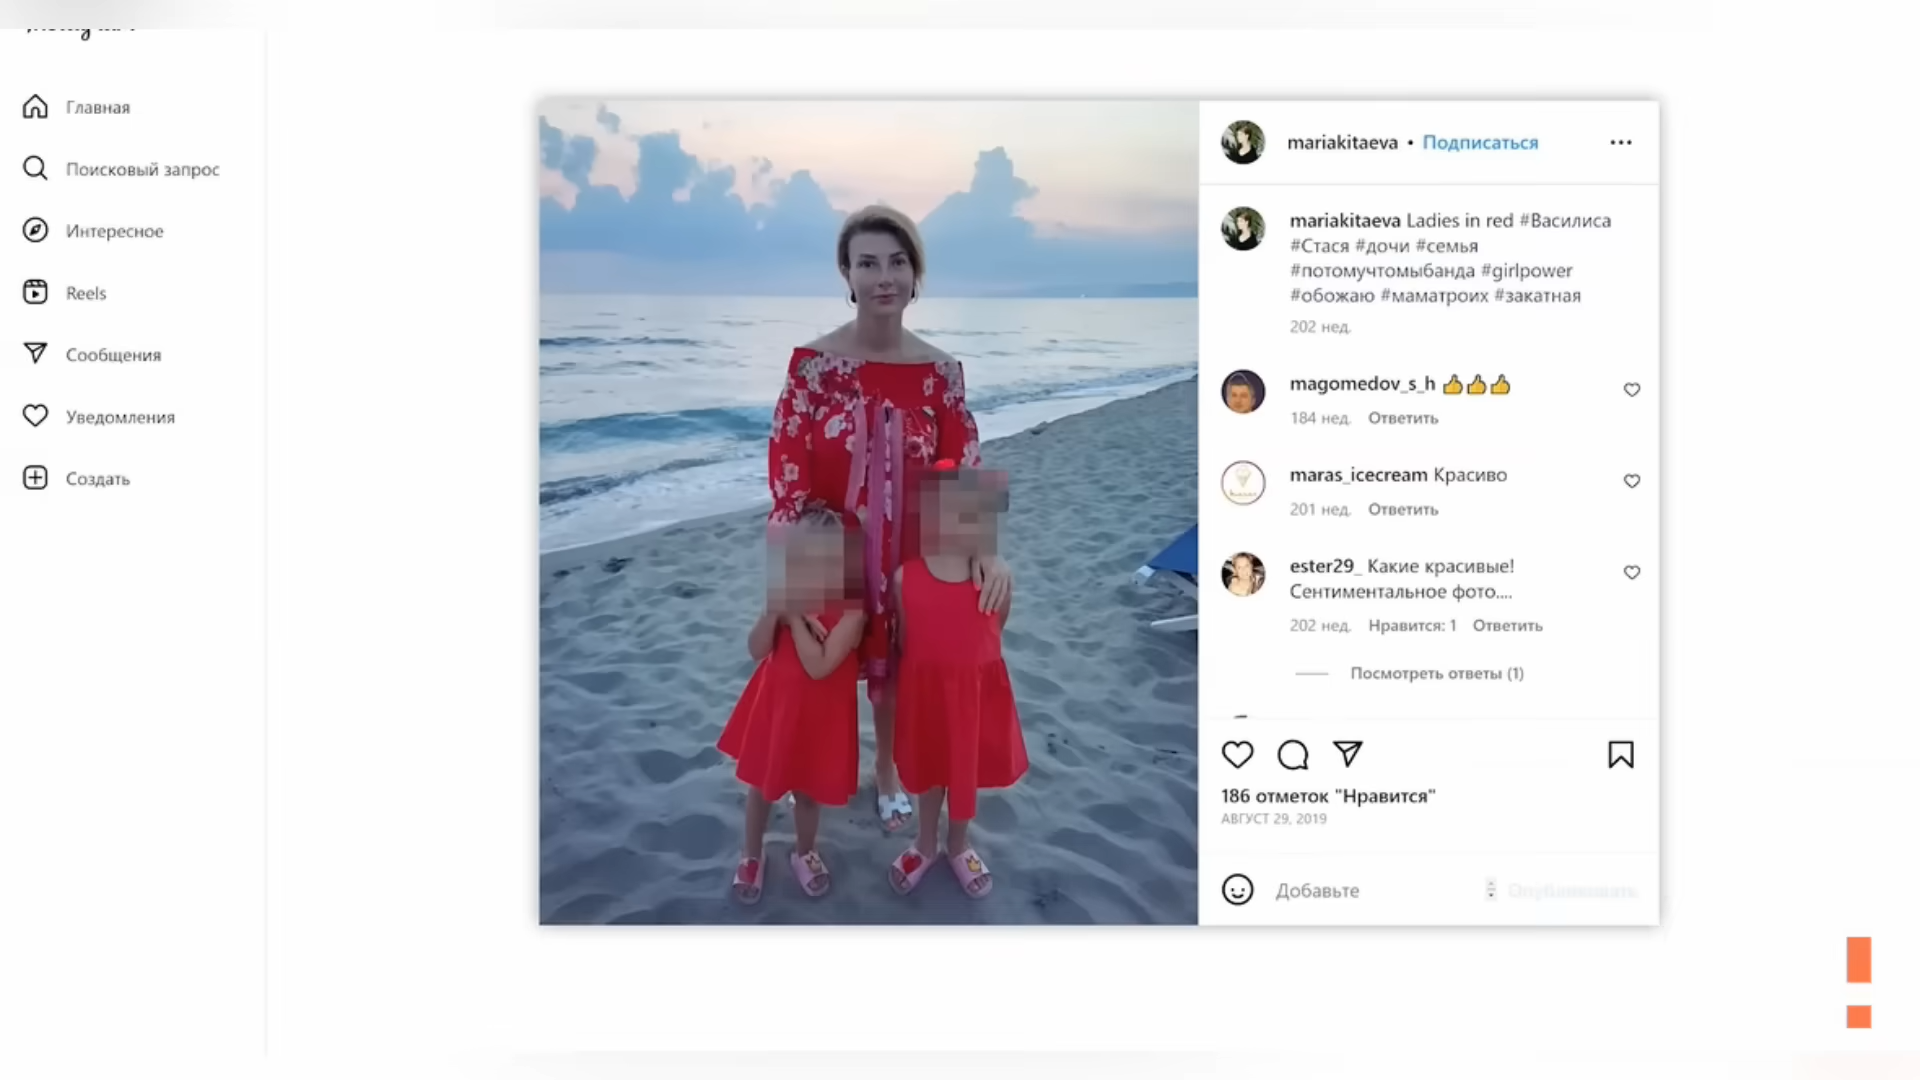 Главная
Поисковый запрос
Интересное
Reels
Сообщения
Уведомления
Создать
mariakitaeva • Подписаться
mariakitaeva Ladies in red #Василиса
#Стася #дочи #семья
#потомучтомыбанда #girlpower
#обожаю #маматроих #закатная
202 нед.
magomedov_s_h 👍👍👍
184 нед. Ответить
maras_icecream Красиво
201 нед. Ответить
ester29_ Какие красивые!
Сентиментальное фото....
202 нед. Нравится: 1 Ответить
Посмотреть ответы (1)
186 отметок "Нравится"
АВГУСТ 29, 2019
Добавьте
Опубликовать